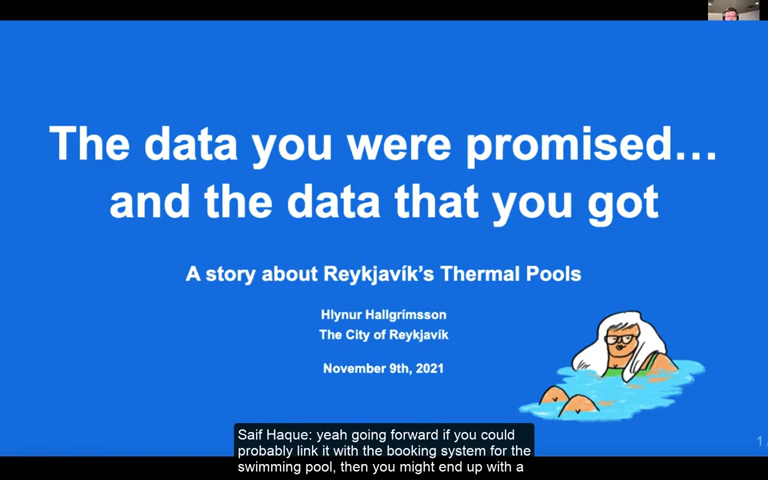 The data you were promised…
and the data that you got
A story about Reykjavík's Thermal Pools
Hlynur Hallgrímsson
The City of Reykjavík
November 9th, 2021
Saif Haque: yeah going forward if you could
probably link it with the booking system for the
swimming pool, then you might end up with a
1